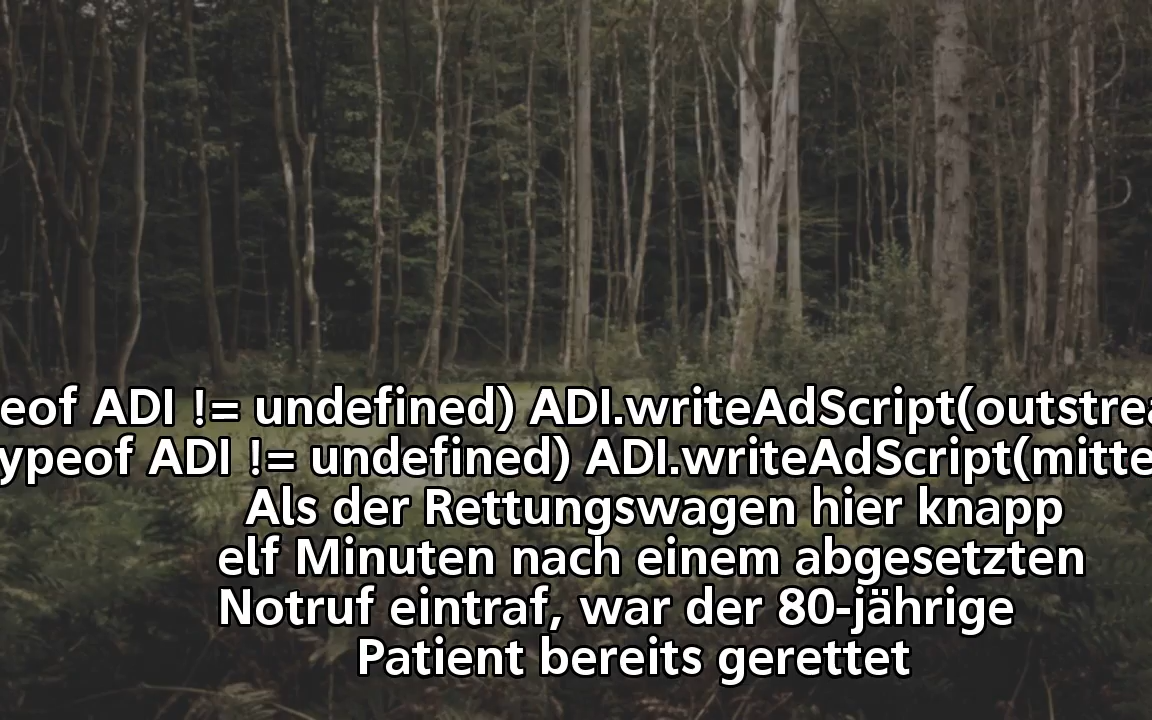 eof ADI != undefined) ADI.writeAdScript(outstrea
ypeof ADI != undefined) ADI.writeAdScript(mitte
Als der Rettungswagen hier knapp
elf Minuten nach einem abgesetzten
Notruf eintraf, war der 80-jährige
Patient bereits gerettet